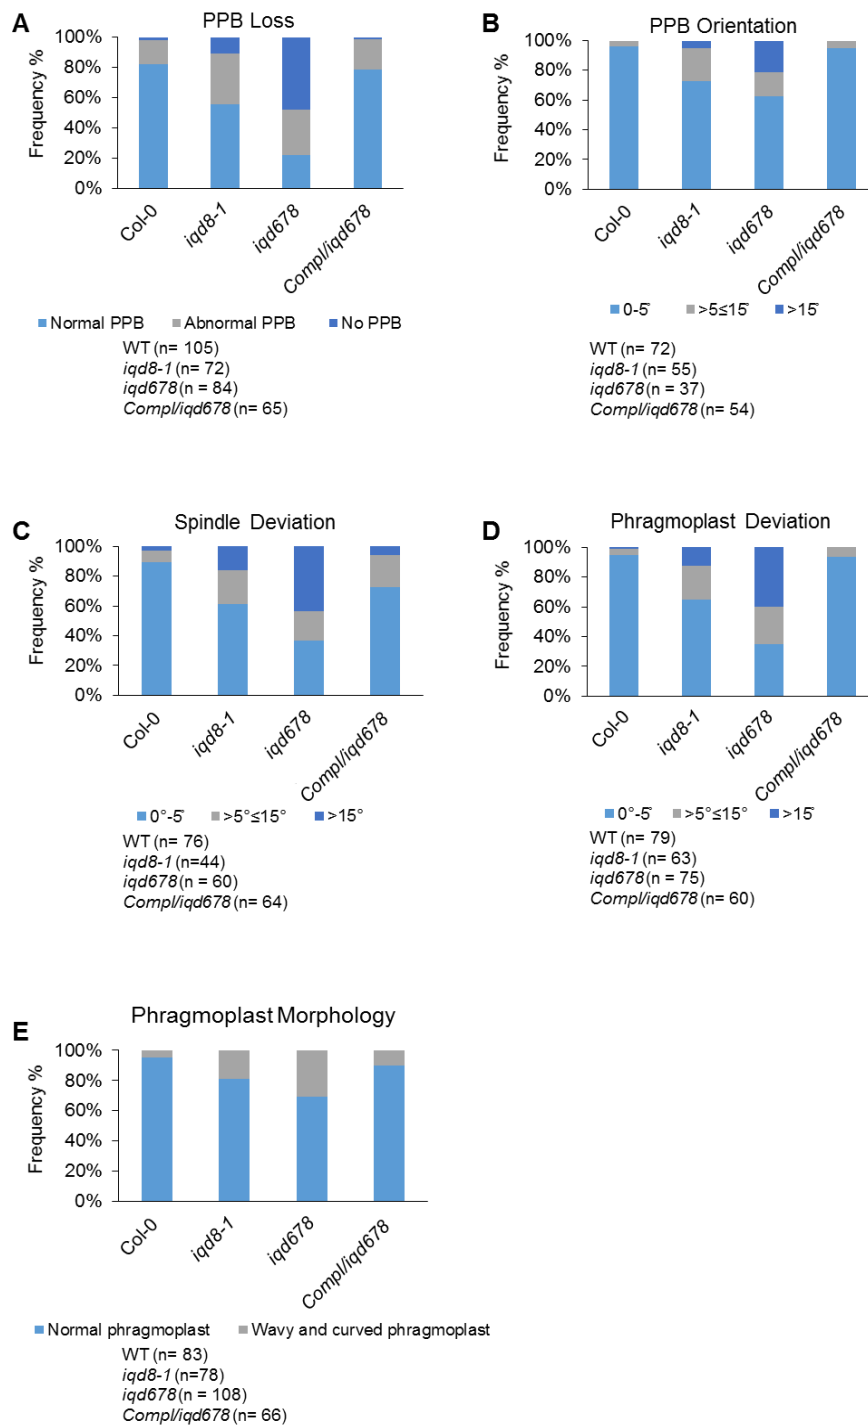 A
PPB Loss
Frequency %
100%
80%
60%
40%
20%
0%
Col-0
iqd8-1
iqd678
Compl/iqd678
Normal PPB Abnormal PPB No PPB
WT (n= 105)
iqd8-1 (n= 72)
iqd678 (n = 84)
Compl/iqd678 (n= 65)
B
PPB Orientation
Frequency %
100%
80%
60%
40%
20%
0%
Col-0
iqd8-1
iqd678
Compl/iqd678
0-5° >5≤15° >15°
WT (n= 72)
iqd8-1 (n= 55)
iqd678 (n= 37)
Compl/iqd678 (n= 54)
C
Spindle Deviation
Frequency %
100%
80%
60%
40%
20%
0%
Col-0
iqd8-1
iqd678
Compl/iqd678
0°-5° >5°≤15° >15°
WT (n= 76)
iqd8-1 (n=44)
iqd678 (n= 60)
Compl/iqd678 (n= 64)
D
Phragmoplast Deviation
Frequency %
100%
80%
60%
40%
20%
0%
Col-0
iqd8-1
iqd678
Compl/iqd678
0°-5° >5°≤15° >15°
WT (n= 79)
iqd8-1 (n= 63)
iqd678 (n = 75)
Compl/iqd678 (n= 60)
E
Phragmoplast Morphology
Frequency %
100%
80%
60%
40%
20%
0%
Col-0
iqd8-1
iqd678
Compl/iqd678
Normal phragmoplast Wavy and curved phragmoplast
WT (n= 83)
iqd8-1 (n=78)
iqd678 (n = 108)
Compl/iqd678 (n= 66)